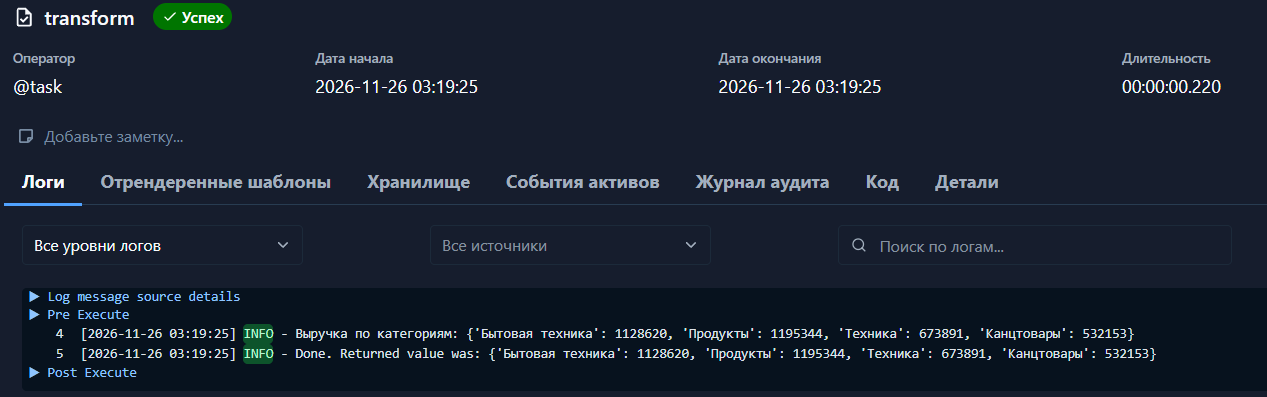 transform Успех
Оператор Дата начала Дата окончания Длительность
@task 2026-11-26 03:19:25 2026-11-26 03:19:25 00:00:00.220
Добавьте заметку...
Логи Отрендеренные шаблоны Хранилище События активов Журнал аудита Код Детали
Все уровни логов Все источники Поиск по логам...
Log message source details
Pre Execute
4 [2026-11-26 03:19:25] INFO - Выручка по категориям: {'Бытовая техника': 1128620, 'Продукты': 1195344, 'Техника': 673891, 'Канцтовары': 532153}
5 [2026-11-26 03:19:25] INFO - Done. Returned value was: {'Бытовая техника': 1128620, 'Продукты': 1195344, 'Техника': 673891, 'Канцтовары': 532153}
Post Execute